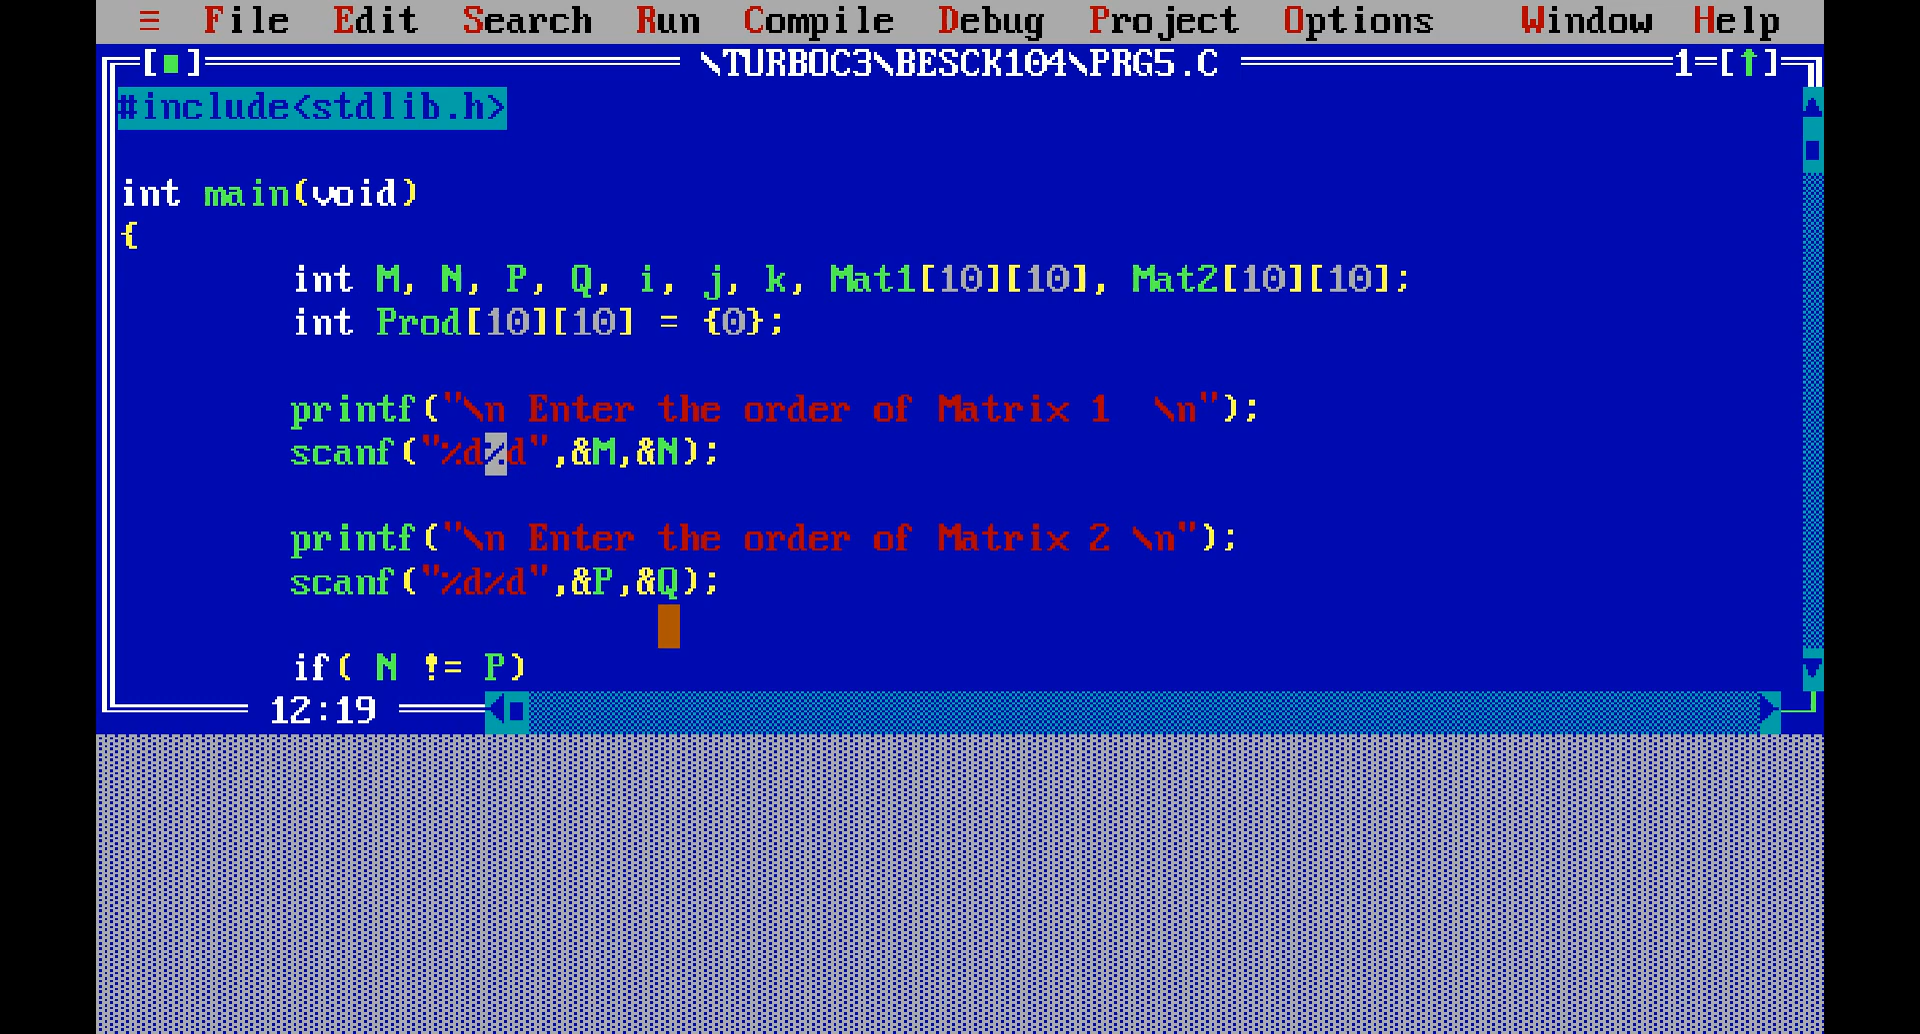 ≡ File Edit Search Run Compile Debug Project Options Window Help
[■] \TURBOC3\BESCK104\PRG5.C 1=[↑]
#include<stdlib.h>
int main(void)
{
int M, N, P, Q, i, j, k, Mat1[10][10], Mat2[10][10];
int Prod[10][10] = {0};
printf("\n Enter the order of Matrix 1  \n");
scanf("%d%d",&M,&N);
printf("\n Enter the order of Matrix 2 \n");
scanf("%d%d",&P,&Q);
if( N != P)
12:19